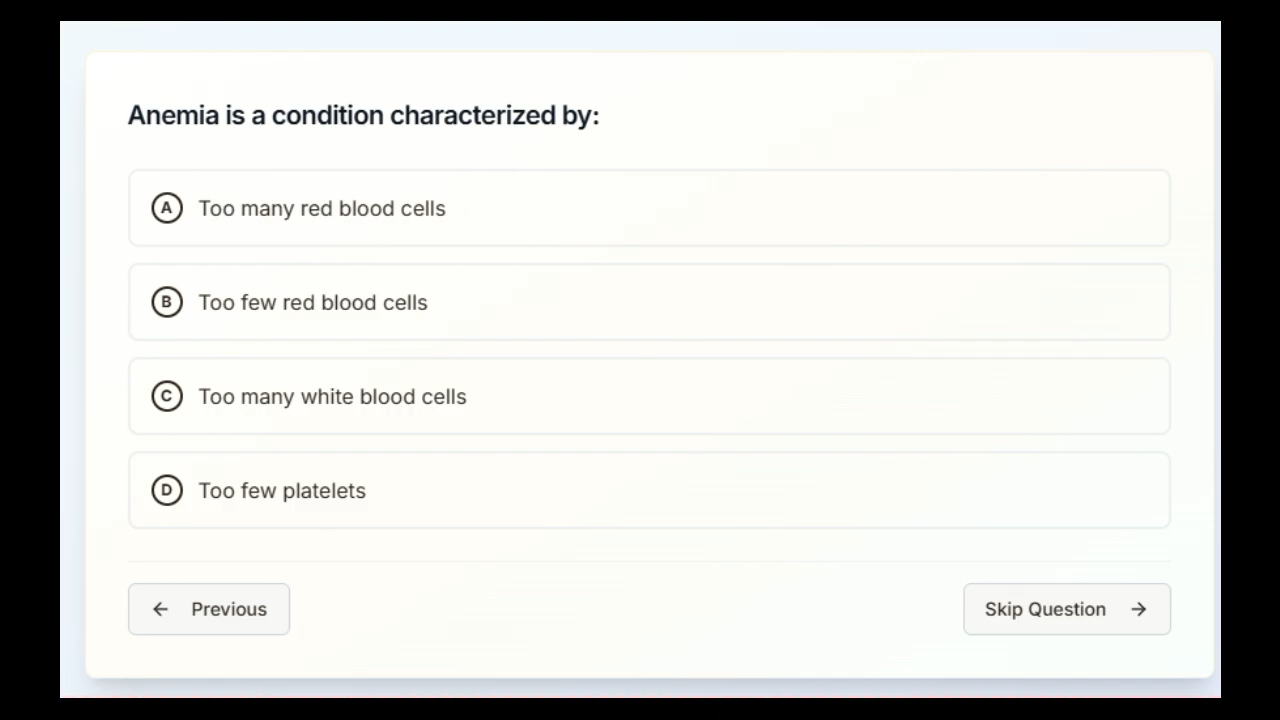 Anemia is a condition characterized by:
A Too many red blood cells
B Too few red blood cells
C Too many white blood cells
D Too few platelets
← Previous
Skip Question →